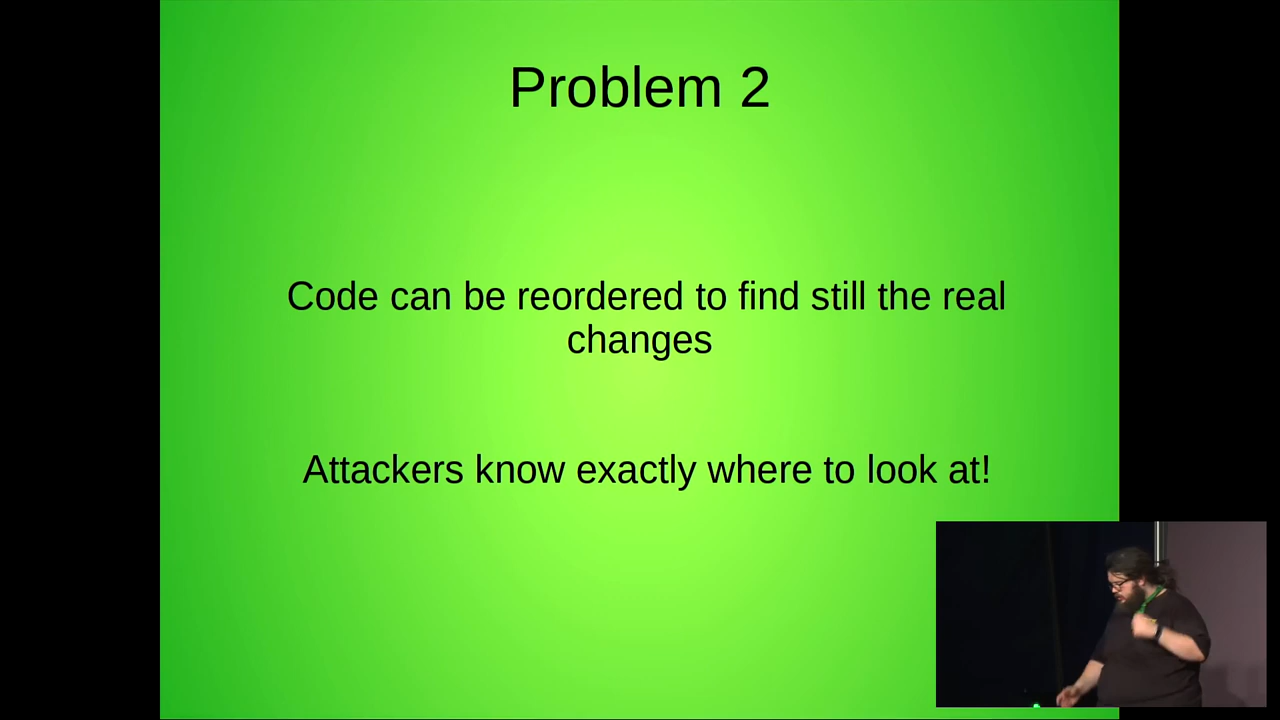 Problem 2
Code can be reordered to find still the real
changes
Attackers know exactly where to look at!